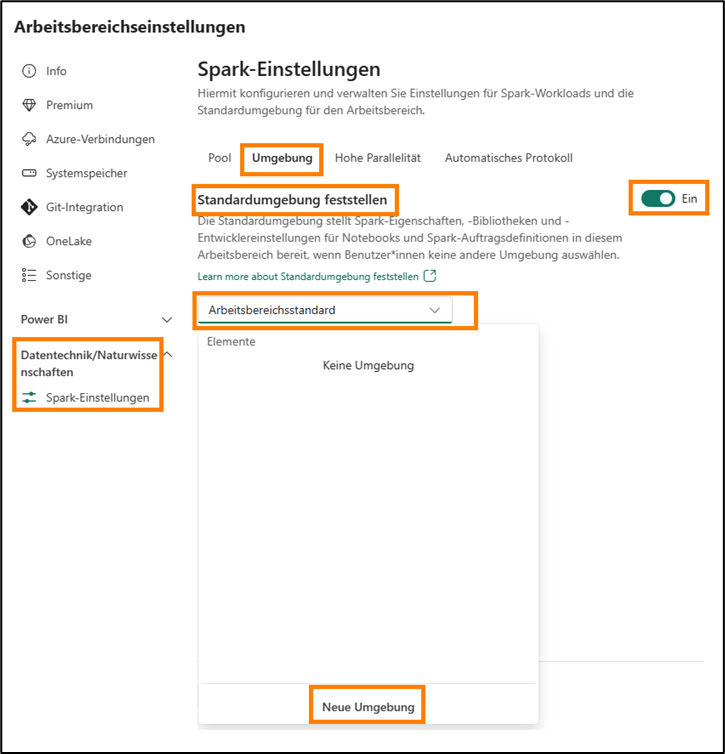 Arbeitsbereichseinstellungen
Info
Premium
Azure-Verbindungen
Systemspeicher
Git-Integration
OneLake
Sonstige
Power BI
Datentechnik/Naturwisse
nschaften
Spark-Einstellungen
Spark-Einstellungen
Hiermit konfigurieren und verwalten Sie Einstellungen für Spark-Workloads und die
Standardumgebung für den Arbeitsbereich.
Pool Umgebung Hohe Parallelität Automatisches Protokoll
Standardumgebung feststellen
Ein
Die Standardumgebung stellt Spark-Eigenschaften, -Bibliotheken und -
Entwicklereinstellungen für Notebooks und Spark-Auftragsdefinitionen in diesem
Arbeitsbereich bereit, wenn Benutzer*innen keine andere Umgebung auswählen.
Learn more about Standardumgebung feststellen
Arbeitsbereichsstandard
Elemente
Keine Umgebung
Neue Umgebung